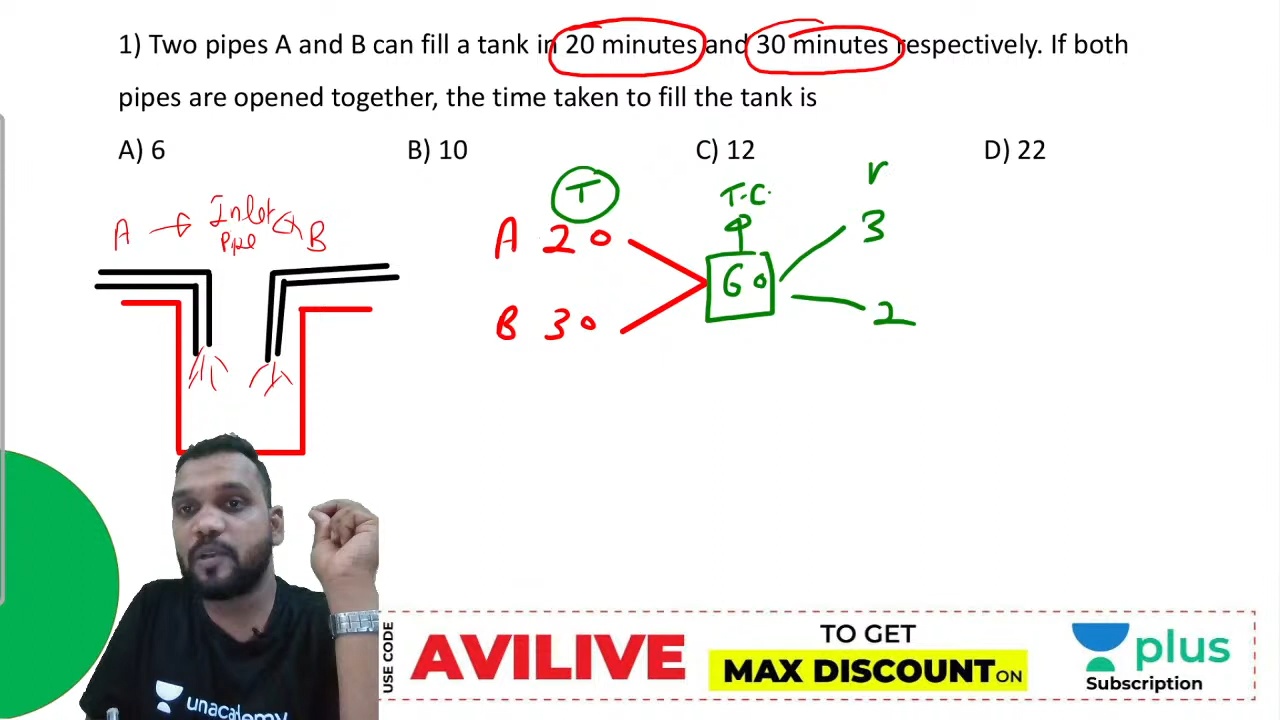 1) Two pipes A and B can fill a tank in 20 minutes and 30 minutes respectively. If both
pipes are opened together, the time taken to fill the tank is
A) 6 B) 10 C) 12 D) 22
A → Inlet Pipe B
T T.C. r
A 20 60 3
B 30 2
unacademy
USE CODE
AVILIVE
TO GET
MAX DISCOUNT ON
plus
Subscription